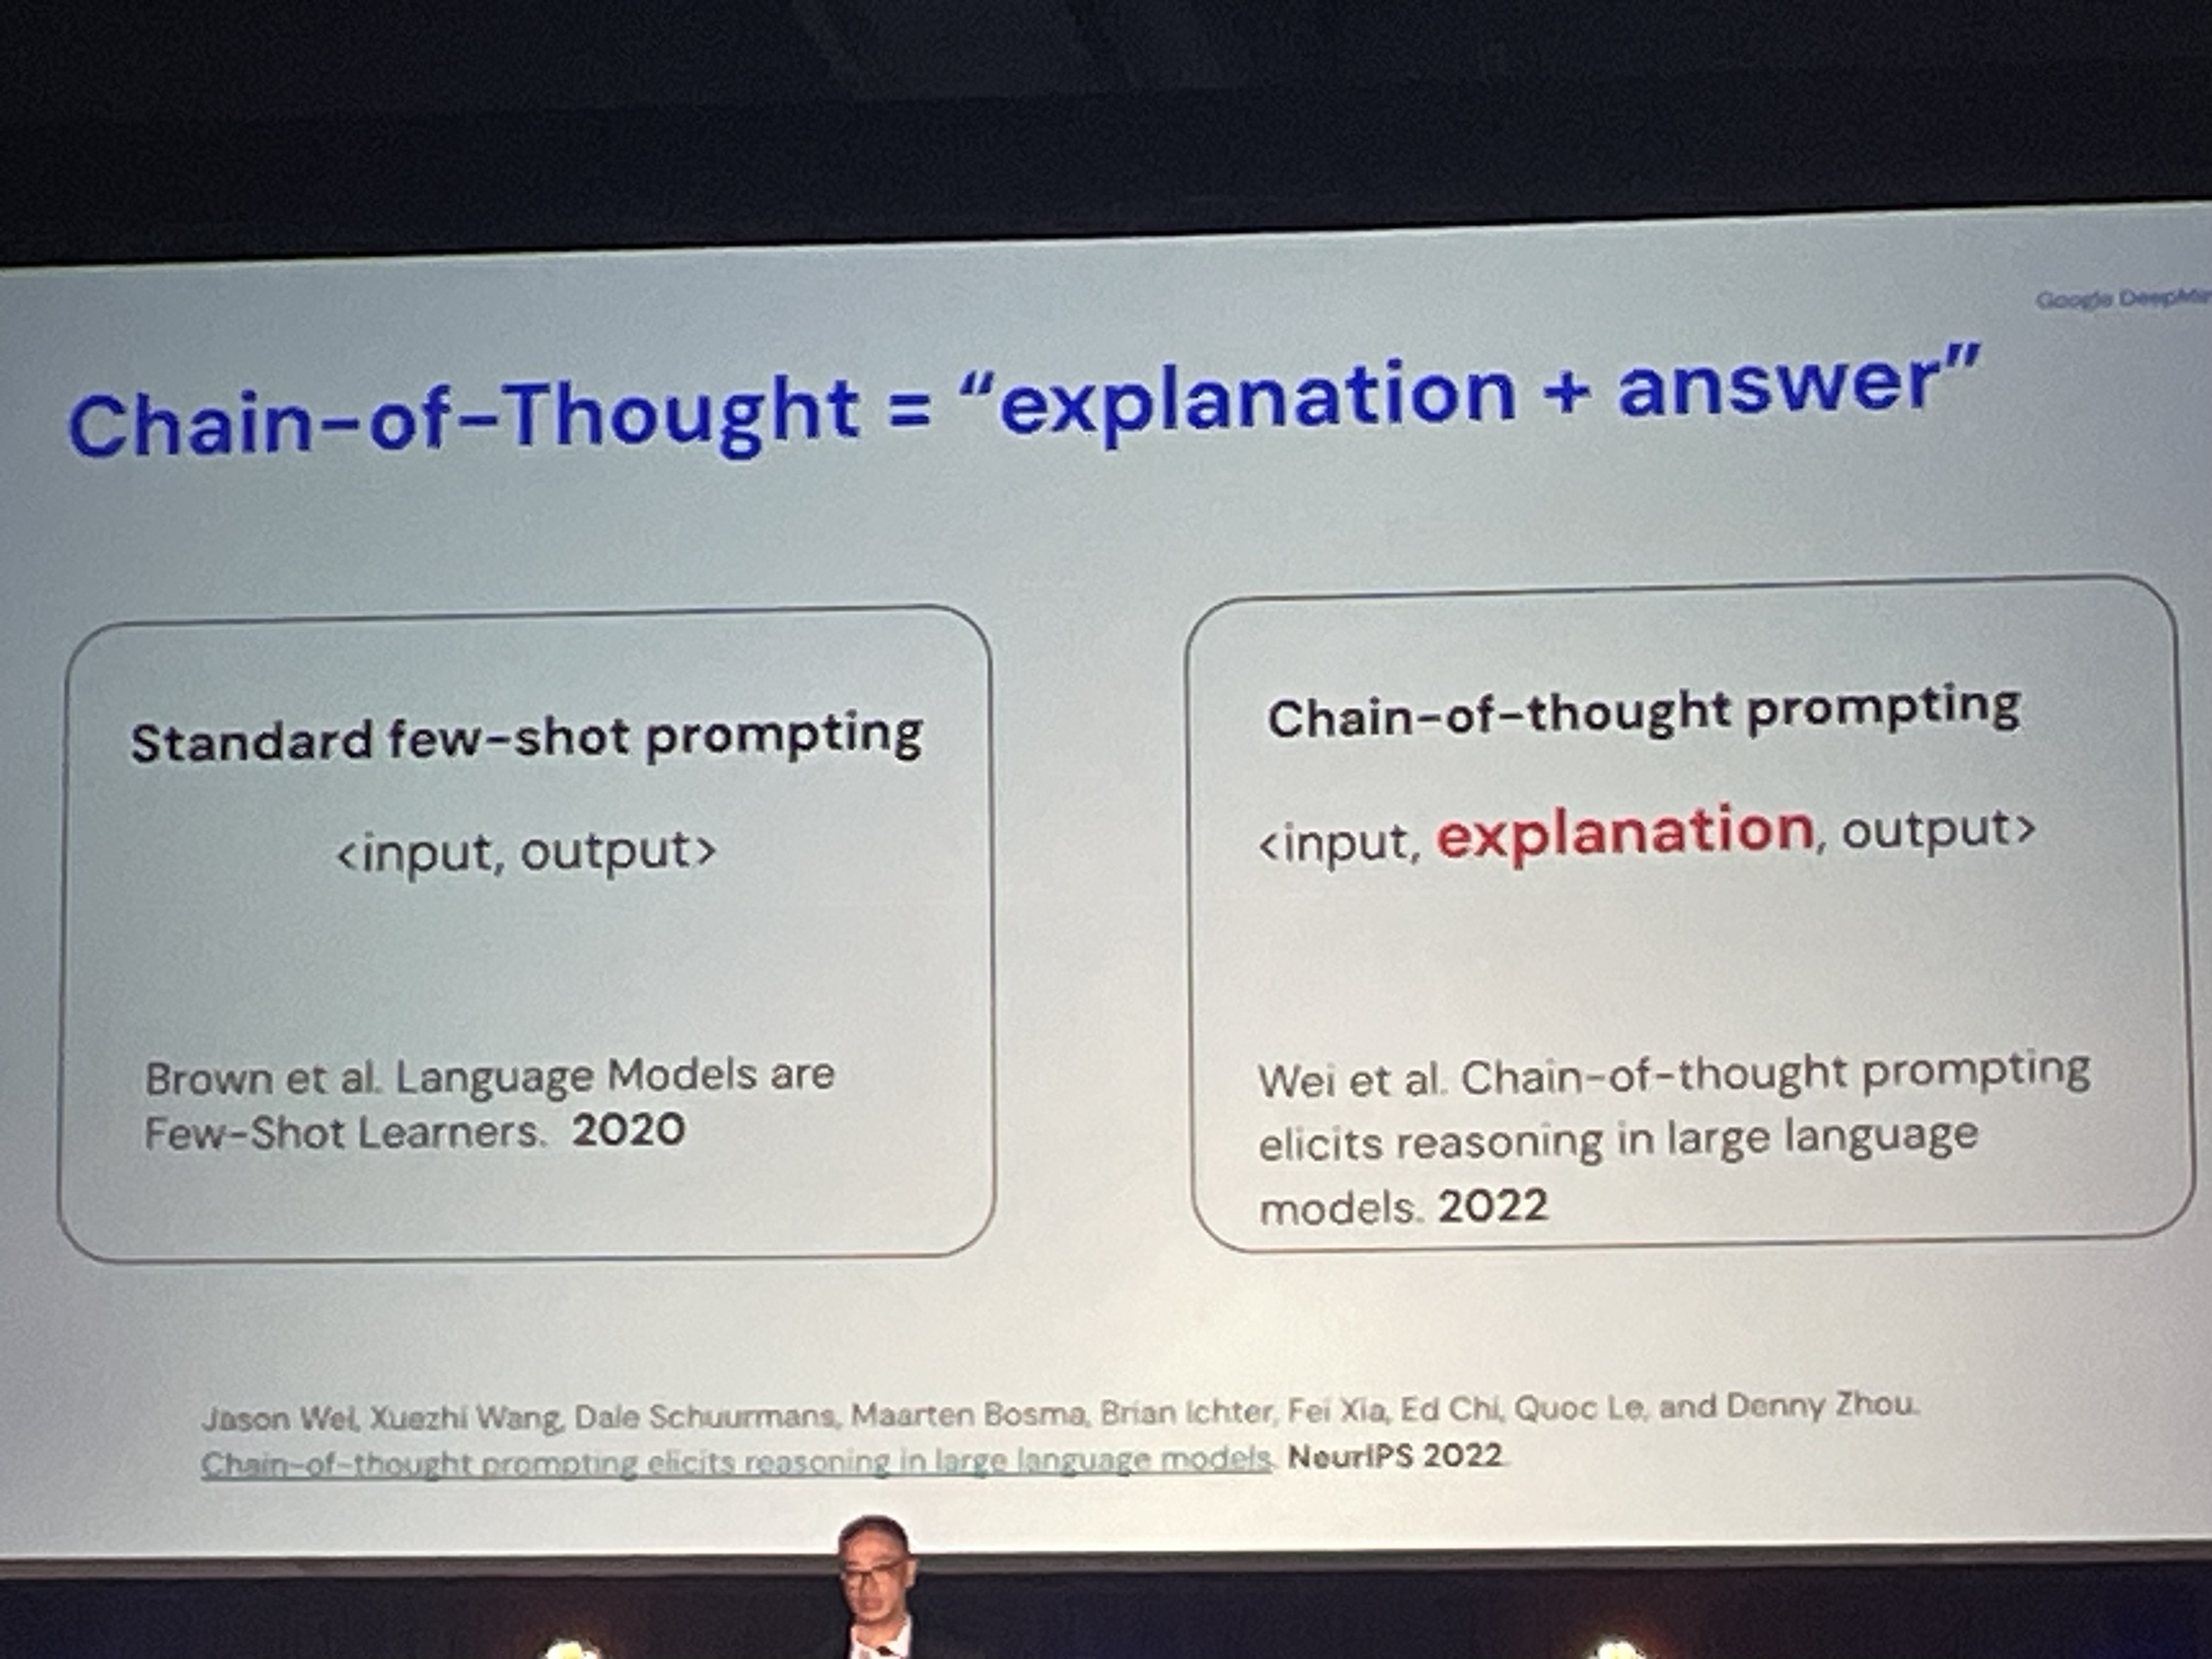 Google
Chain-of-Thought = “explanation + answer”
Standard few-shot prompting
<input, output>
Brown et al. Language Models are
Few-Shot Learners. 2020
Chain-of-thought prompting
<input, explanation, output>
Wei et al. Chain-of-thought prompting
elicits reasoning in large language
models. 2022
Jason Wei, Xuezhi Wang, Dale Schuurmans, Maarten Bosma, Brian Ichter, Fei Xia, Ed Chi, Quoc Le, and Denny Zhou.
Chain-of-thought prompting elicits reasoning in large language models. NeurIPS 2022